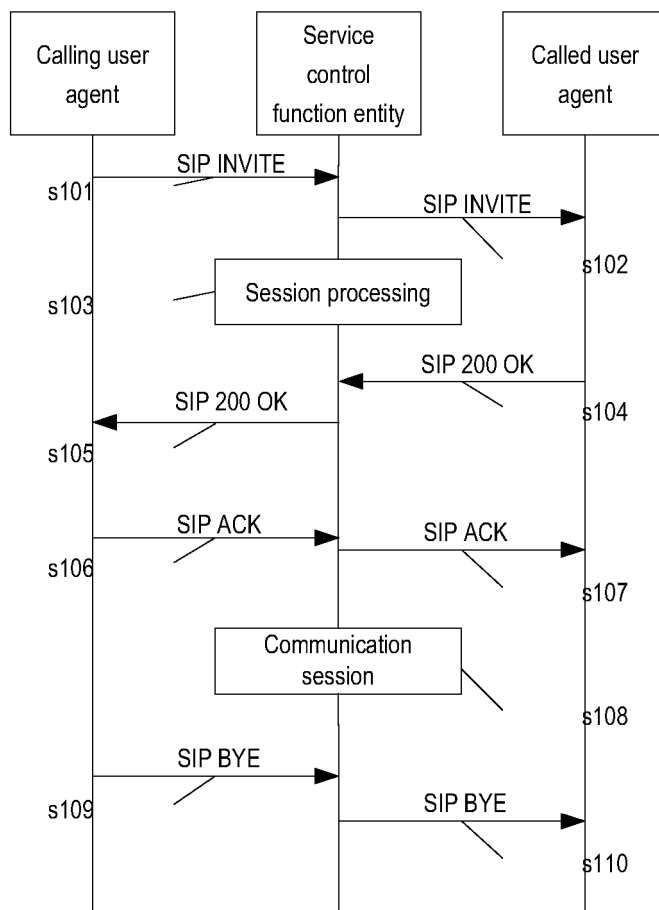 Calling user
agent
Service
control
function entity
Called user
agent
SIP INVITE
s101
SIP INVITE
s102
Session processing
s103
SIP 200 OK
s104
SIP 200 OK
s105
SIP ACK
s106
SIP ACK
s107
Communication
session
s108
SIP BYE
s109
SIP BYE
s110